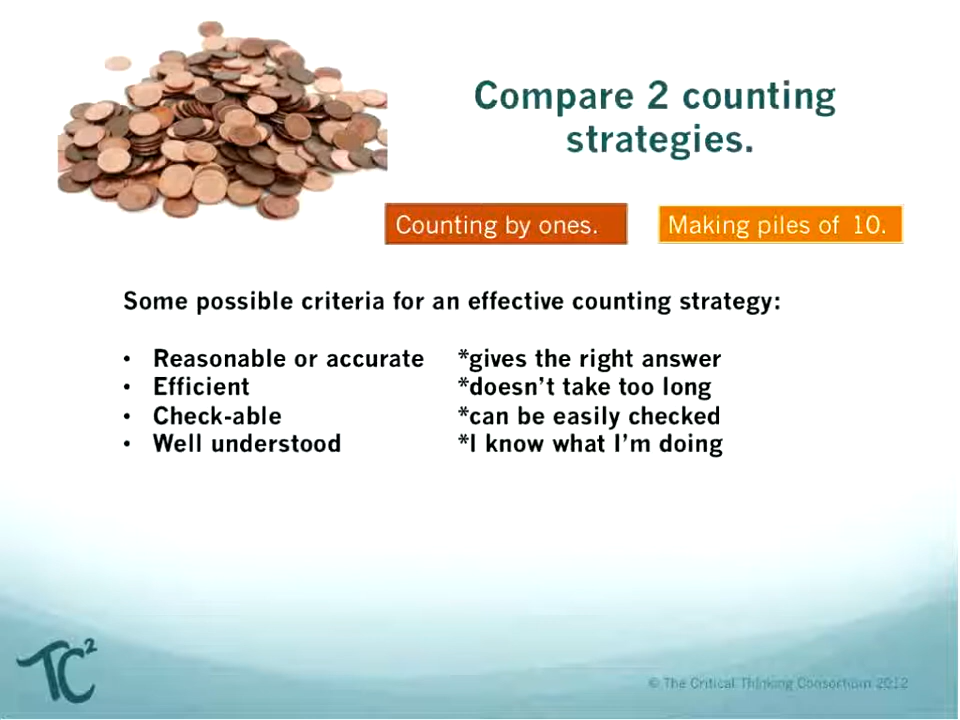 Compare 2 counting
strategies.
Counting by ones.
Making piles of 10.
Some possible criteria for an effective counting strategy:
• Reasonable or accurate *gives the right answer
• Efficient *doesn't take too long
• Check-able *can be easily checked
• Well understood *I know what I'm doing
TC²
© The Critical Thinking Consortium 2012